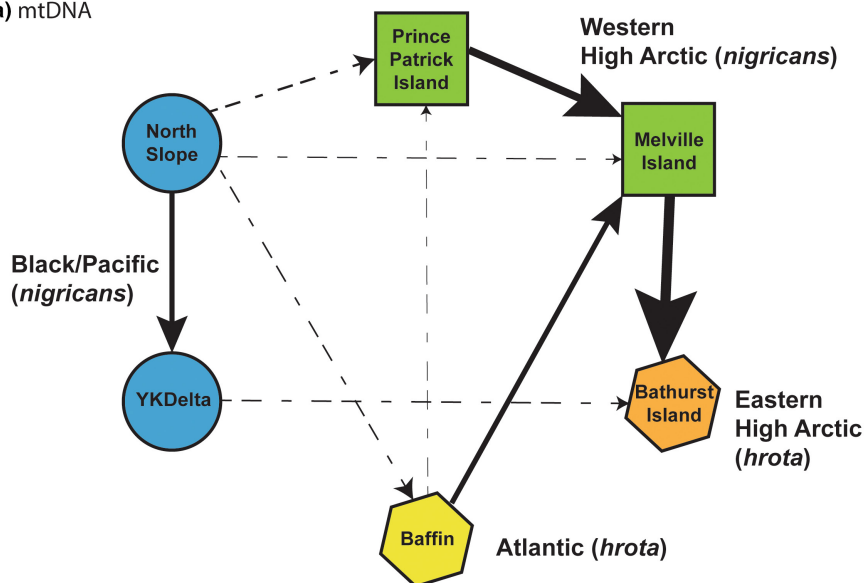 a) mtDNA
Prince
Patrick
Island
Western
High Arctic (nigricans)
North
Slope
Melville
Island
Black/Pacific
(nigricans)
YKDelta
Bathurst
Island
Eastern
High Arctic
(hrota)
Baffin
Atlantic (hrota)